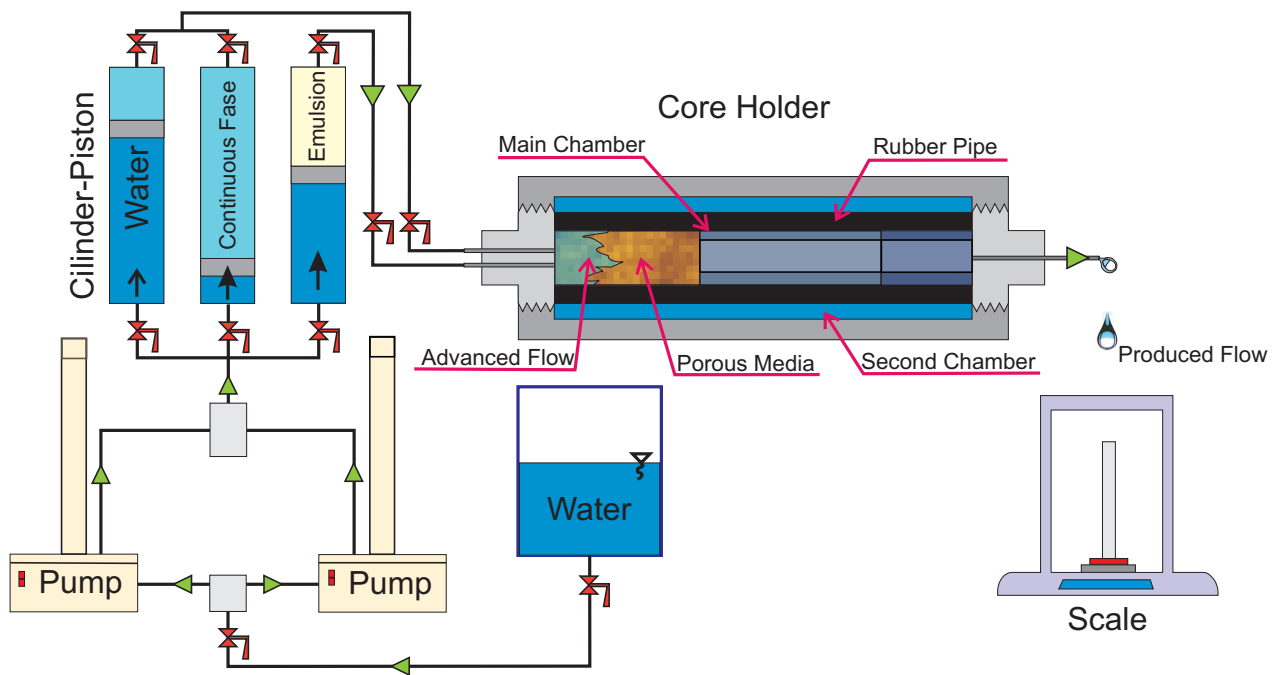 Core Holder
Main Chamber
Rubber Pipe
Cilinder-Piston
Water
Continuous Fase
Emulsion
Advanced Flow
Porous Media
Second Chamber
Produced Flow
Water
Pump
Pump
Scale